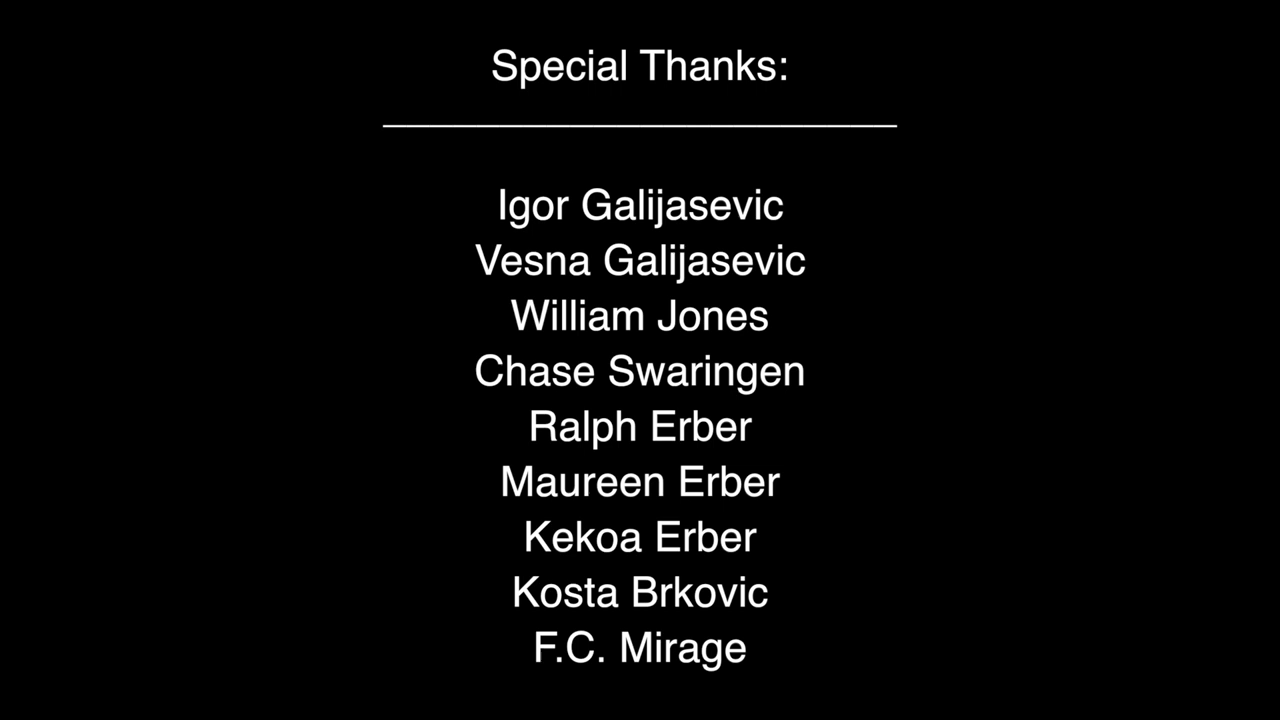 Special Thanks:
Igor Galijasevic
Vesna Galijasevic
William Jones
Chase Swaringen
Ralph Erber
Maureen Erber
Kekoa Erber
Kosta Brkovic
F.C. Mirage